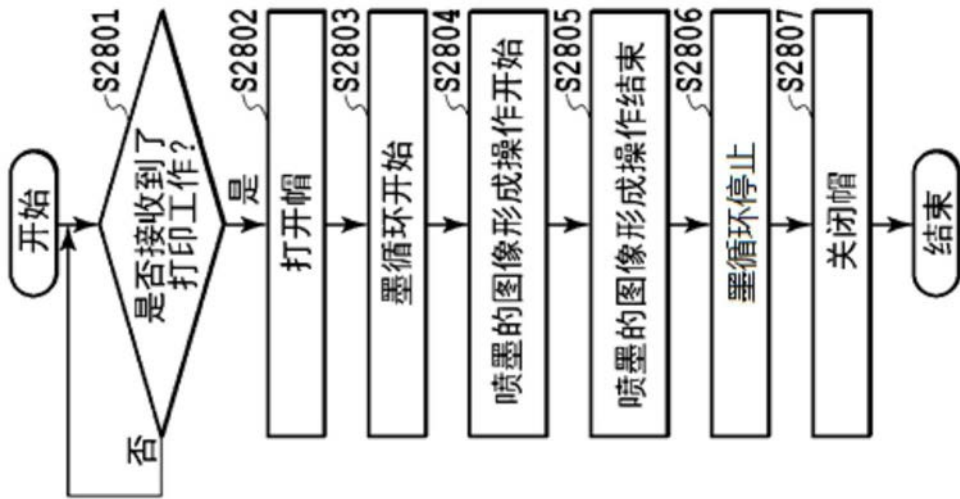 开始
S2801
是否接收到了
打印工作?
否
是
S2802
打开帽
S2803
墨循环开始
S2804
喷墨的图像形成操作开始
S2805
喷墨的图像形成操作结束
S2806
墨循环停止
S2807
关闭帽
结束